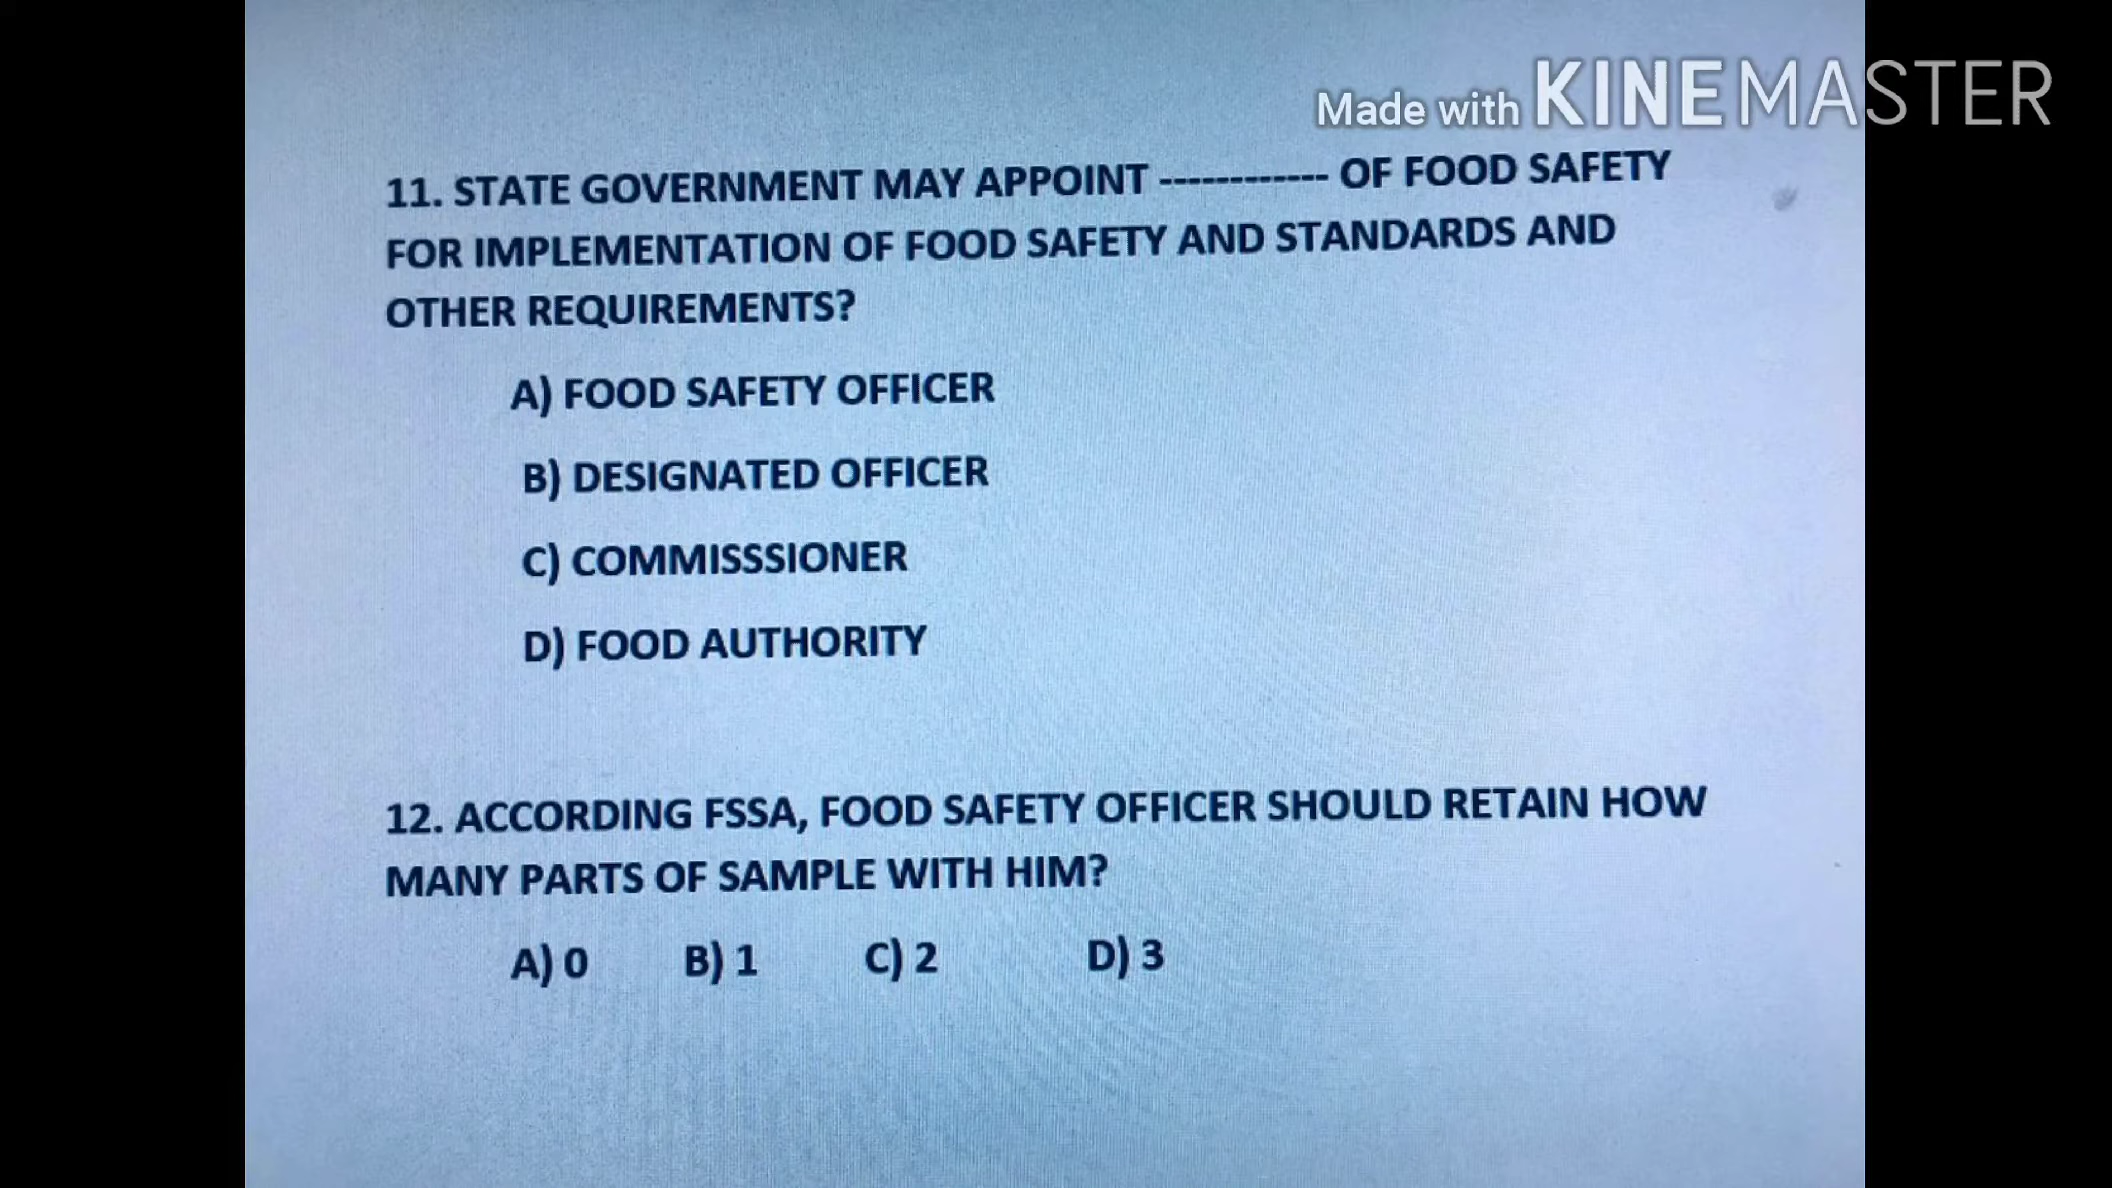 Made with KINEMASTER
11. STATE GOVERNMENT MAY APPOINT ------------ OF FOOD SAFETY
FOR IMPLEMENTATION OF FOOD SAFETY AND STANDARDS AND
OTHER REQUIREMENTS?
A) FOOD SAFETY OFFICER
B) DESIGNATED OFFICER
C) COMMISSSIONER
D) FOOD AUTHORITY
12. ACCORDING FSSA, FOOD SAFETY OFFICER SHOULD RETAIN HOW
MANY PARTS OF SAMPLE WITH HIM?
A) 0 B) 1 C) 2 D) 3